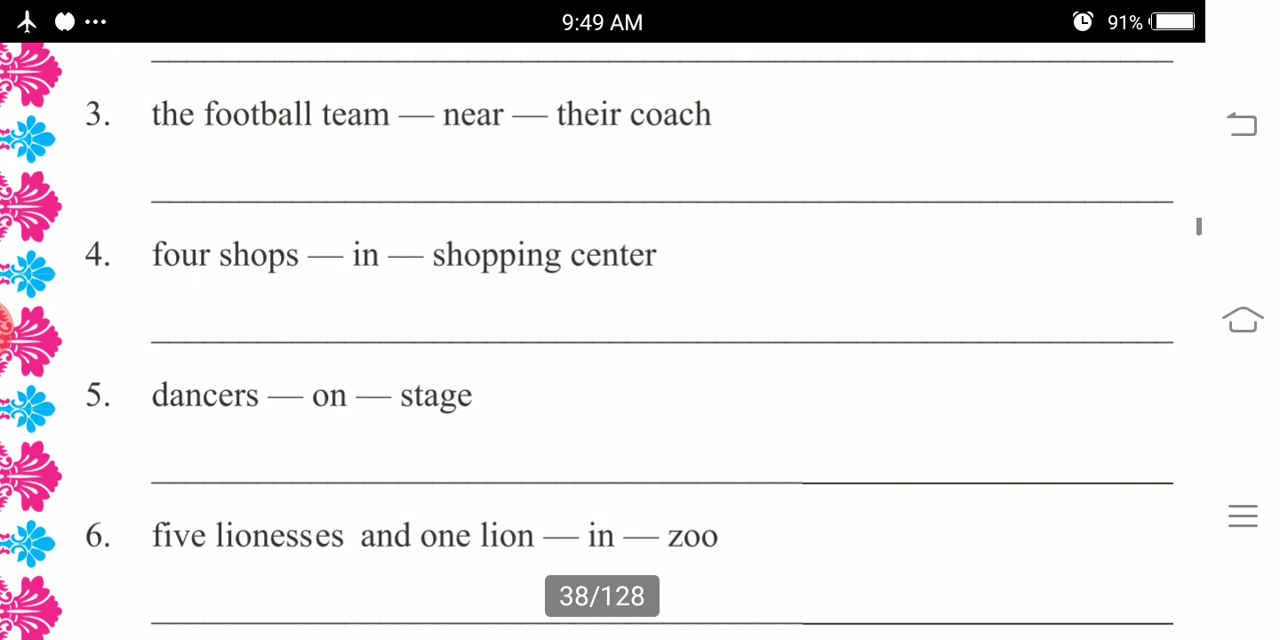 9:49 AM
91%
3. the football team — near — their coach
4. four shops — in — shopping center
5. dancers — on — stage
6. five lionesses and one lion — in — zoo
38/128